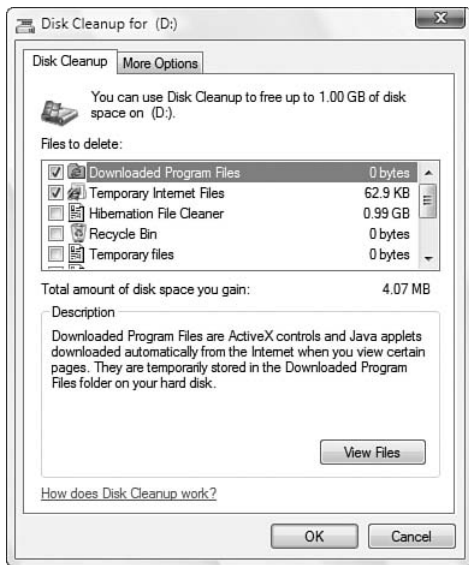 Disk Cleanup for (D:)
Disk Cleanup
More Options
You can use Disk Cleanup to free up to 1.00 GB of disk
space on (D:).
Files to delete:
Downloaded Program Files 0 bytes
Temporary Internet Files 62.9 KB
Hibernation File Cleaner 0.99 GB
Recycle Bin 0 bytes
Temporary files 0 bytes
Total amount of disk space you gain: 4.07 MB
Description
Downloaded Program Files are ActiveX controls and Java applets
downloaded automatically from the Internet when you view certain
pages. They are temporarily stored in the Downloaded Program
Files folder on your hard disk.
View Files
How does Disk Cleanup work?
OK
Cancel